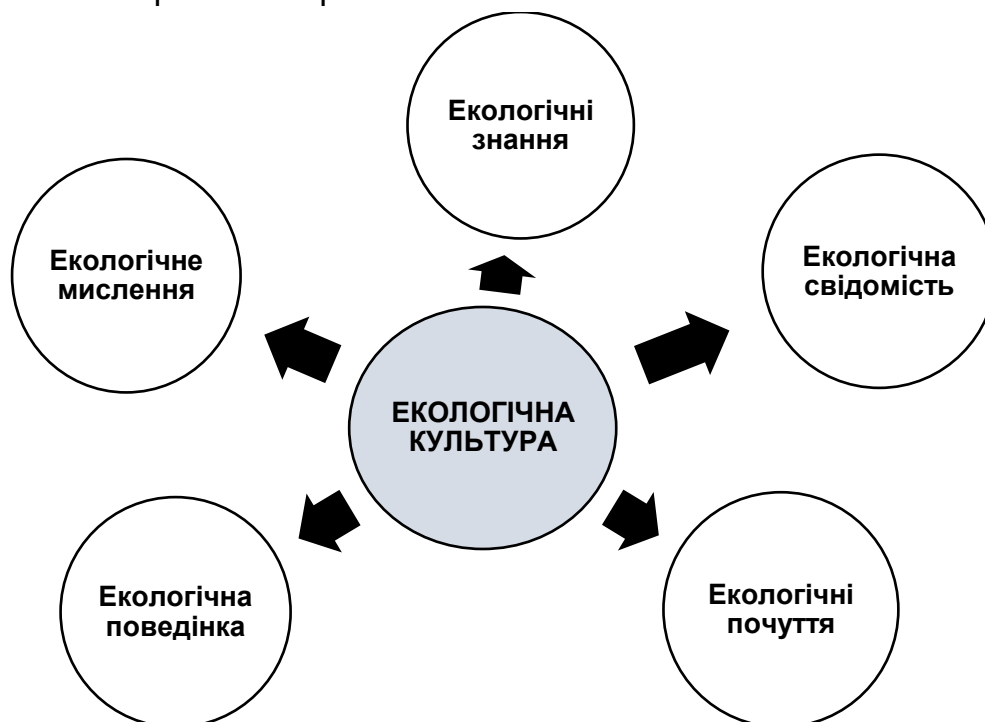 Екологічні
знання
Екологічне
мислення
Екологічна
свідомість
ЕКОЛОГІЧНА
КУЛЬТУРА
Екологічна
поведінка
Екологічні
почуття